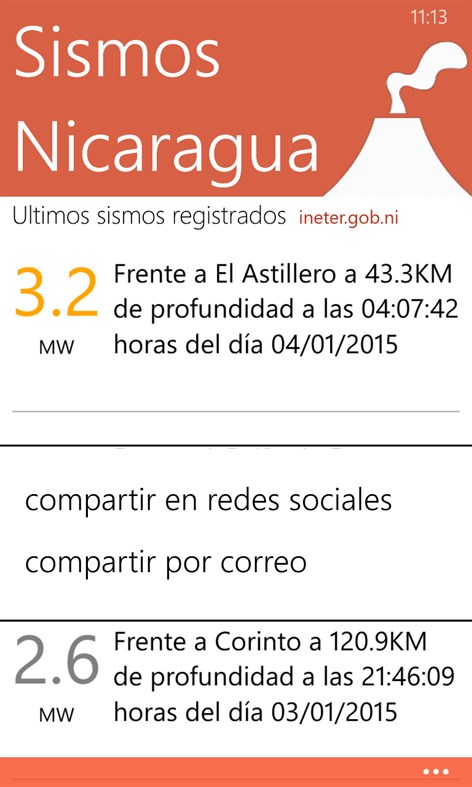 11:13
Sismos
Nicaragua
Ultimos sismos registrados ineter.gob.ni
3.2
MW
Frente a El Astillero a 43.3KM
de profundidad a las 04:07:42
horas del día 04/01/2015
compartir en redes sociales
compartir por correo
2.6
MW
Frente a Corinto a 120.9KM
de profundidad a las 21:46:09
horas del día 03/01/2015